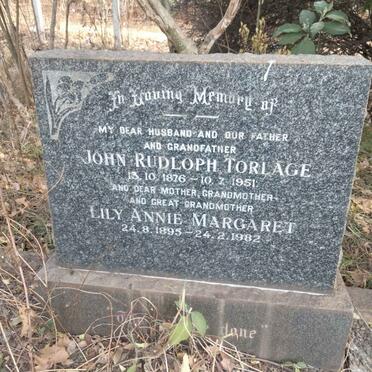 In Loving Memory of
MY DEAR HUSBAND AND OUR FATHER
AND GRANDFATHER
JOHN RUDLOPH TORLAGE
15. 10. 1876 – 10. 7. 1951
AND DEAR MOTHER, GRANDMOTHER
AND GREAT GRANDMOTHER
LILY ANNIE MARGARET
24. 8. 1895 – 24. 2. 1982